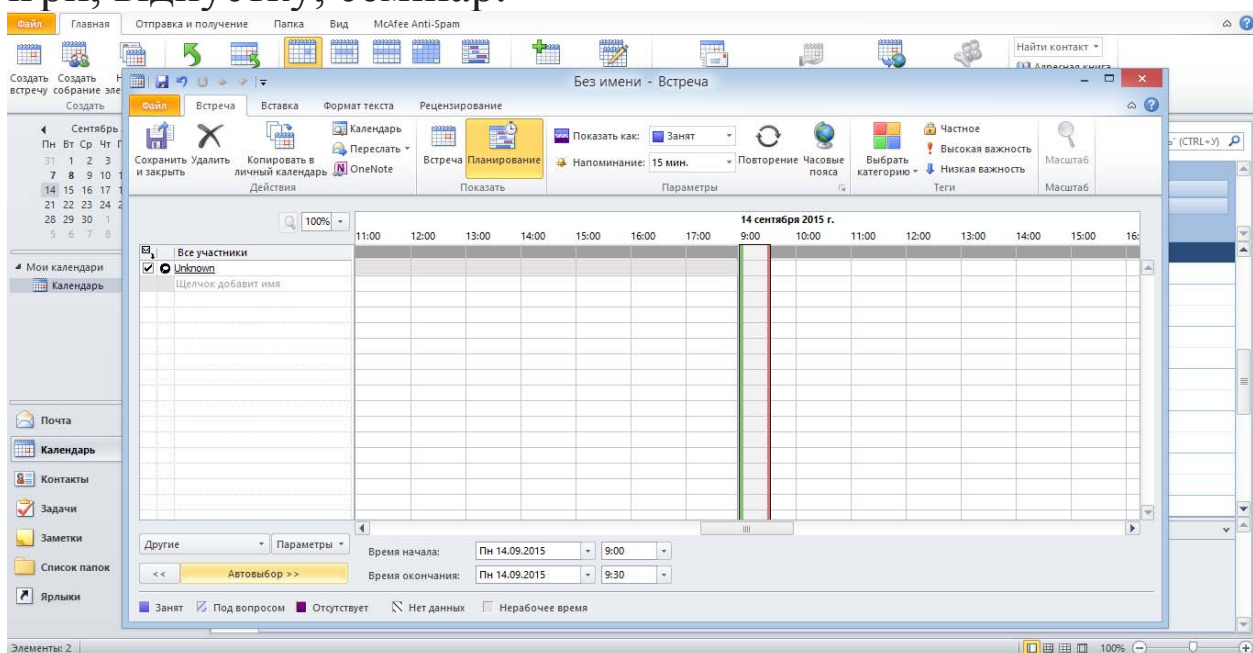 ігри, відпустку, семінар.
Файл Главная Отправка и получение Папка Вид McAfee Anti-Spam
Найти контакт
Адресная книга
Создать встречу Создать собрание
Создать
Без имени - Встреча
Файл Встреча Вставка Формат текста Рецензирование
Сохранить и закрыть Удалить Копировать в личный календарь Календарь Переслать OneNote
Действия
Встреча Планирование
Показать
Показать как: Занят
Напоминание: 15 мин.
Повторение Часовые пояса
Параметры
Выбрать категорию Частное Высокая важность Низкая важность
Теги
Масштаб
Масштаб
(CTRL+У)
Сентябрь
Пн Вт Ср Чт
31 1 2 3
7 8 9 10
14 15 16 17
21 22 23 24
28 29 30 1
5 6 7 8
Мои календари
Календарь
Почта
Календарь
Контакты
Задачи
Заметки
Список папок
Ярлыки
100%
14 сентября 2015 г.
11:00 12:00 13:00 14:00 15:00 16:00 17:00 9:00 10:00 11:00 12:00 13:00 14:00 15:00 16:
Все участники
Unknown
Щелчок добавит имя
Другие Параметры
<< Автовыбор >>
Время начала: Пн 14.09.2015 9:00
Время окончания: Пн 14.09.2015 9:30
Занят Под вопросом Отсутствует Нет данных Нерабочее время
Элементы: 2 100%